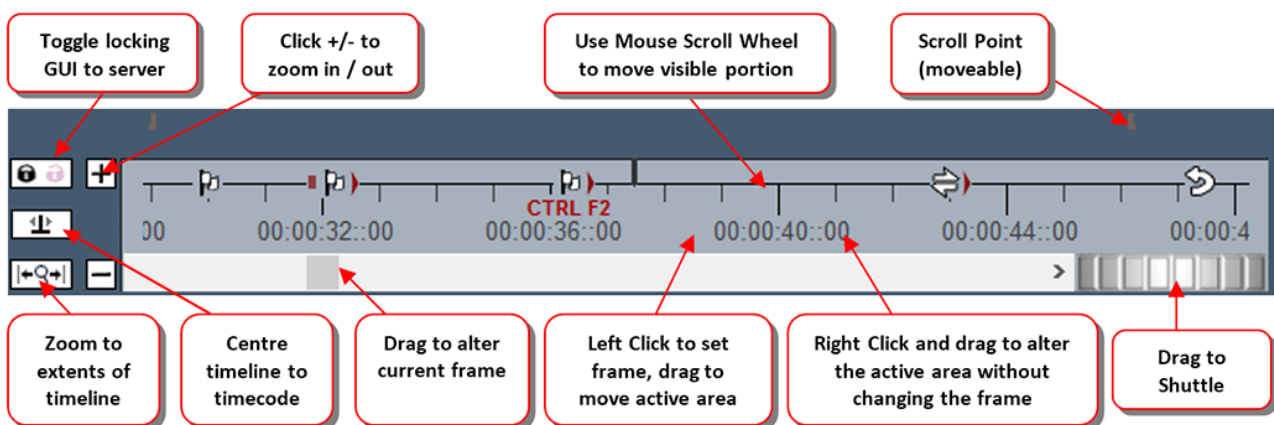 Toggle locking
GUI to server
Click +/- to
zoom in / out
Use Mouse Scroll Wheel
to move visible portion
Scroll Point
(moveable)
CTRL F2
00
00:00:32::00
00:00:36::00
00:00:40::00
00:00:44::00
00:00:4
Zoom to
extents of
timeline
Centre
timeline to
timecode
Drag to alter
current frame
Left Click to set
frame, drag to
move active area
Right Click and drag to alter
the active area without
changing the frame
Drag to
Shuttle